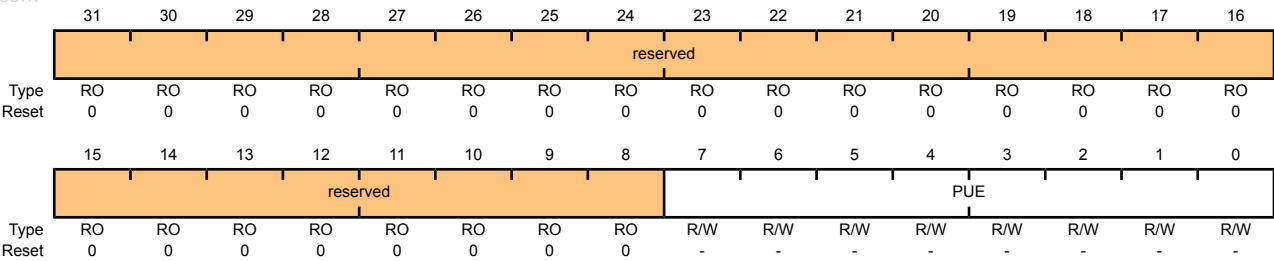 31 30 29 28 27 26 25 24 23 22 21 20 19 18 17 16
reserved
Type RO RO RO RO RO RO RO RO RO RO RO RO RO RO RO RO
Reset 0 0 0 0 0 0 0 0 0 0 0 0 0 0 0 0
15 14 13 12 11 10 9 8 7 6 5 4 3 2 1 0
reserved PUE
Type RO RO RO RO RO RO RO RO R/W R/W R/W R/W R/W R/W R/W R/W
Reset 0 0 0 0 0 0 0 0 - - - - - - - -